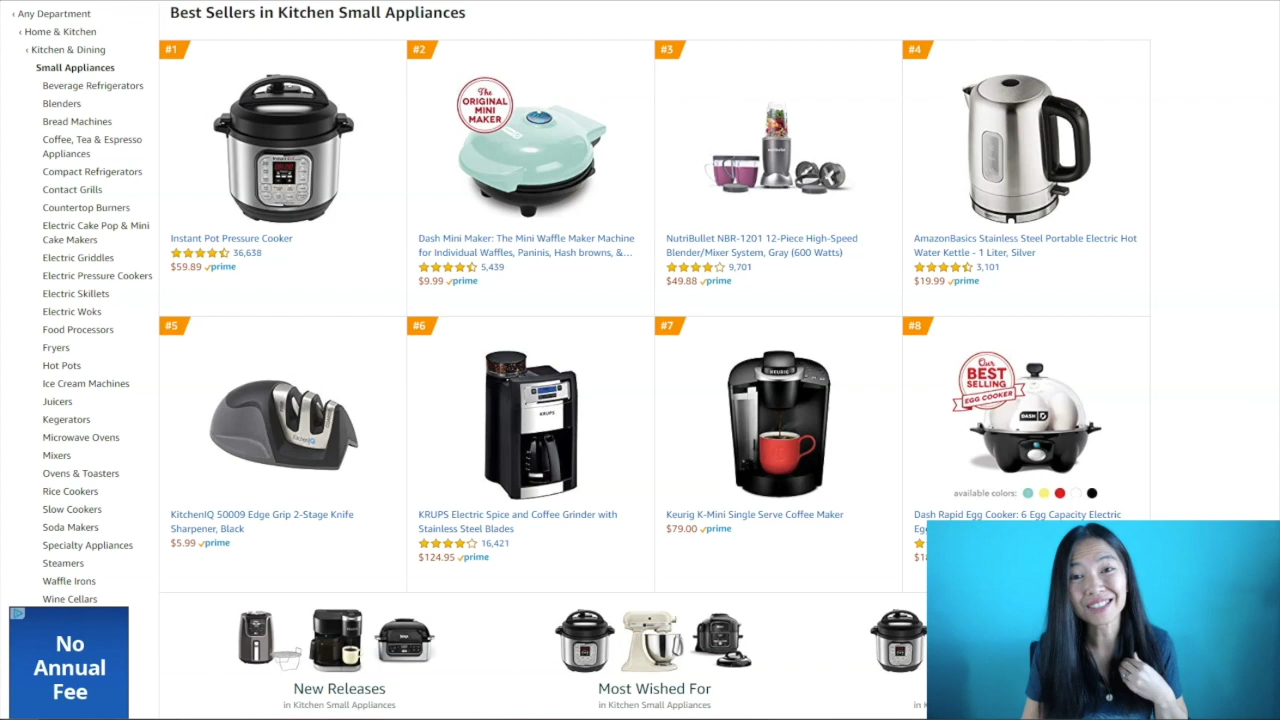 ‹ Any Department
‹ Home & Kitchen
‹ Kitchen & Dining
Small Appliances
Beverage Refrigerators
Blenders
Bread Machines
Coffee, Tea & Espresso
Appliances
Compact Refrigerators
Contact Grills
Countertop Burners
Electric Cake Pop & Mini
Cake Makers
Electric Griddles
Electric Pressure Cookers
Electric Skillets
Electric Woks
Food Processors
Fryers
Hot Pots
Ice Cream Machines
Juicers
Kegerators
Microwave Ovens
Mixers
Ovens & Toasters
Rice Cookers
Slow Cookers
Soda Makers
Specialty Appliances
Steamers
Waffle Irons
Wine Cellars
No
Annual
Fee
Best Sellers in Kitchen Small Appliances
#1
Instant Pot Pressure Cooker
36,638
$59.89 prime
#2
The
ORIGINAL
MINI
MAKER
Dash Mini Maker: The Mini Waffle Maker Machine
for Individual Waffles, Paninis, Hash browns, &…
5,439
$9.99 prime
#3
NutriBullet NBR-1201 12-Piece High-Speed
Blender/Mixer System, Gray (600 Watts)
9,701
$49.88 prime
#4
AmazonBasics Stainless Steel Portable Electric Hot
Water Kettle - 1 Liter, Silver
3,101
$19.99 prime
#5
KitchenIQ
KitchenIQ 50009 Edge Grip 2-Stage Knife
Sharpener, Black
$5.99 prime
#6
KRUPS
KRUPS Electric Spice and Coffee Grinder with
Stainless Steel Blades
16,421
$124.95 prime
#7
KEURIG
Keurig K-Mini Single Serve Coffee Maker
$79.00 prime
#8
Our
BEST
SELLING
EGG COOKER
DASH
available colors:
Dash Rapid Egg Cooker: 6 Egg Capacity Electric
New Releases
in Kitchen Small Appliances
Most Wished For
in Kitchen Small Appliances